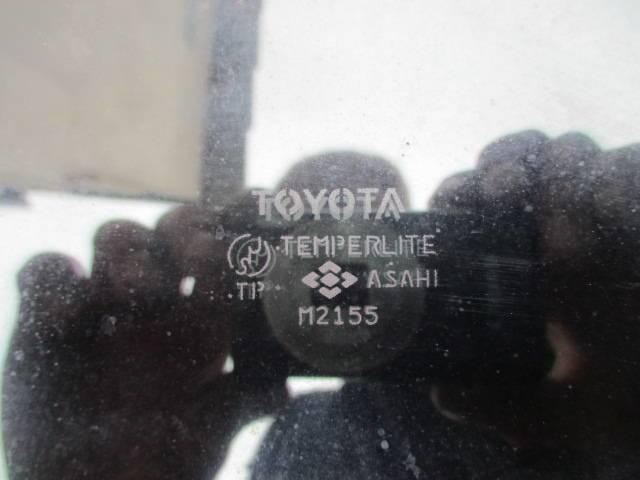 TOYOTA
TEMPERLITE
TP ASAHI
M2155